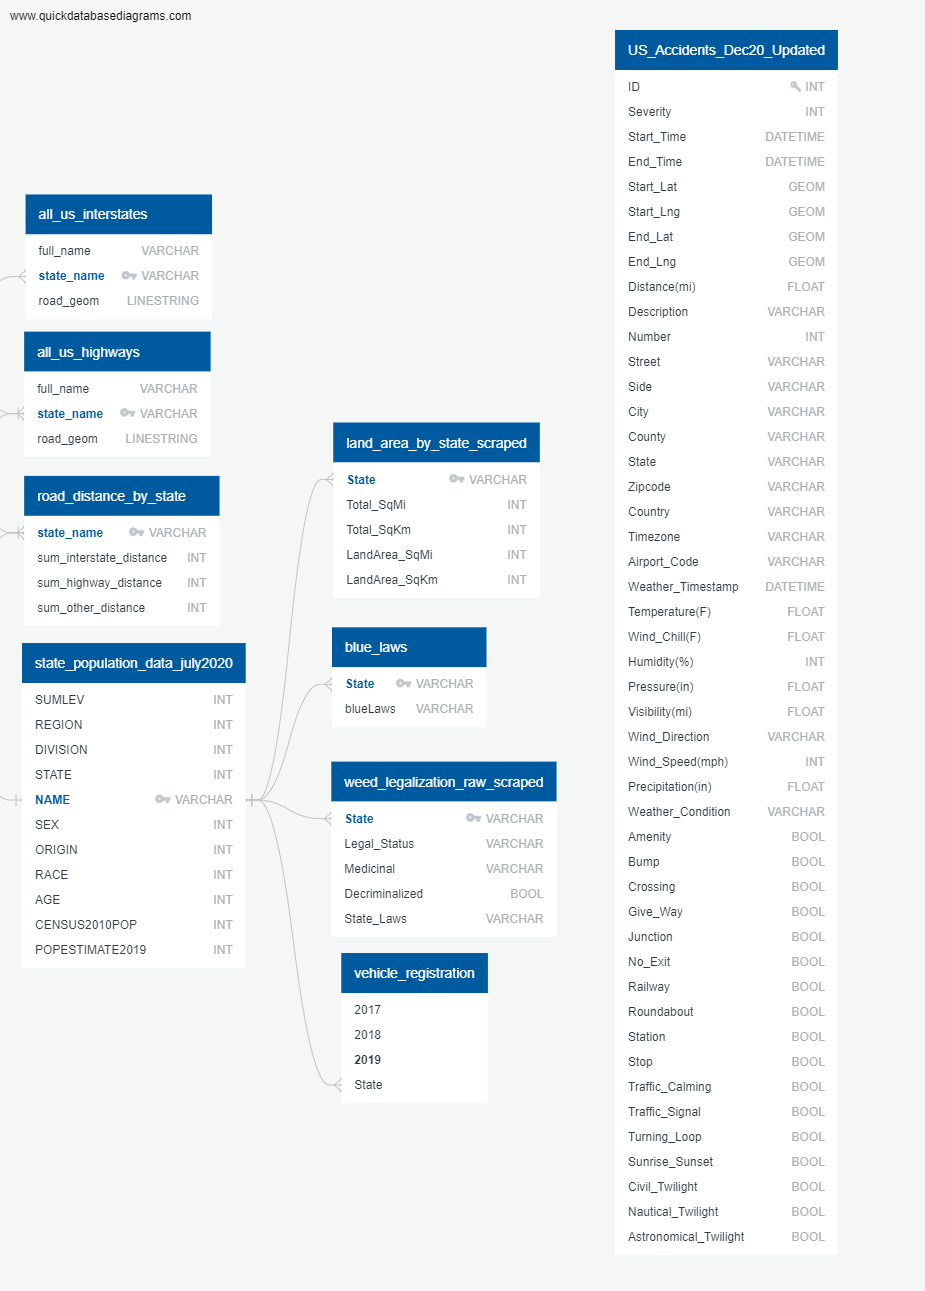 www.quickdatabasediagrams.com
all_us_interstates
full_name VARCHAR
state_name VARCHAR
road_geom LINESTRING
all_us_highways
full_name VARCHAR
state_name VARCHAR
road_geom LINESTRING
road_distance_by_state
state_name VARCHAR
sum_interstate_distance INT
sum_highway_distance INT
sum_other_distance INT
state_population_data_july2020
SUMLEV INT
REGION INT
DIVISION INT
STATE INT
NAME VARCHAR
SEX INT
ORIGIN INT
RACE INT
AGE INT
CENSUS2010POP INT
POPESTIMATE2019 INT
land_area_by_state_scraped
State VARCHAR
Total_SqMi INT
Total_SqKm INT
LandArea_SqMi INT
LandArea_SqKm INT
blue_laws
State VARCHAR
blueLaws VARCHAR
weed_legalization_raw_scraped
State VARCHAR
Legal_Status VARCHAR
Medicinal VARCHAR
Decriminalized BOOL
State_Laws VARCHAR
vehicle_registration
2017
2018
2019
State
US_Accidents_Dec20_Updated
ID INT
Severity INT
Start_Time DATETIME
End_Time DATETIME
Start_Lat GEOM
Start_Lng GEOM
End_Lat GEOM
End_Lng GEOM
Distance(mi) FLOAT
Description VARCHAR
Number INT
Street VARCHAR
Side VARCHAR
City VARCHAR
County VARCHAR
State VARCHAR
Zipcode VARCHAR
Country VARCHAR
Timezone VARCHAR
Airport_Code VARCHAR
Weather_Timestamp DATETIME
Temperature(F) FLOAT
Wind_Chill(F) FLOAT
Humidity(%) INT
Pressure(in) FLOAT
Visibility(mi) FLOAT
Wind_Direction VARCHAR
Wind_Speed(mph) INT
Precipitation(in) FLOAT
Weather_Condition VARCHAR
Amenity BOOL
Bump BOOL
Crossing BOOL
Give_Way BOOL
Junction BOOL
No_Exit BOOL
Railway BOOL
Roundabout BOOL
Station BOOL
Stop BOOL
Traffic_Calming BOOL
Traffic_Signal BOOL
Turning_Loop BOOL
Sunrise_Sunset BOOL
Civil_Twilight BOOL
Nautical_Twilight BOOL
Astronomical_Twilight BOOL